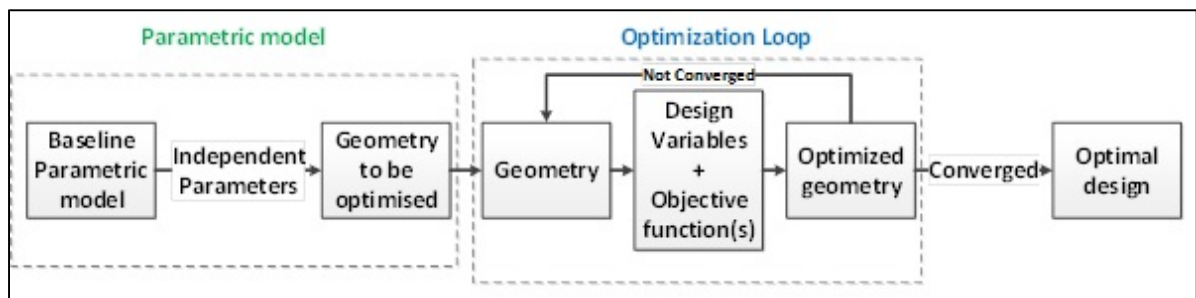 Parametric model
Optimization Loop
Not Converged
Baseline
Parametric
model
Independent
Parameters
Geometry
to be
optimised
Geometry
Design
Variables
+
Objective
function(s)
Optimized
geometry
Converged
Optimal
design